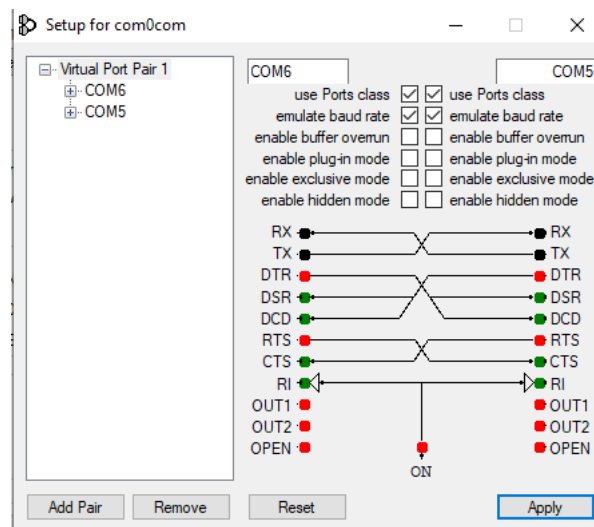 Setup for com0com
Virtual Port Pair 1
COM6
COM5
COM6 COM5
use Ports class use Ports class
emulate baud rate emulate baud rate
enable buffer overrun enable buffer overrun
enable plug-in mode enable plug-in mode
enable exclusive mode enable exclusive mode
enable hidden mode enable hidden mode
RX RX
TX TX
DTR DTR
DSR DSR
DCD DCD
RTS RTS
CTS CTS
RI RI
OUT1 OUT1
OUT2 OUT2
OPEN OPEN
ON
Add Pair Remove Reset Apply